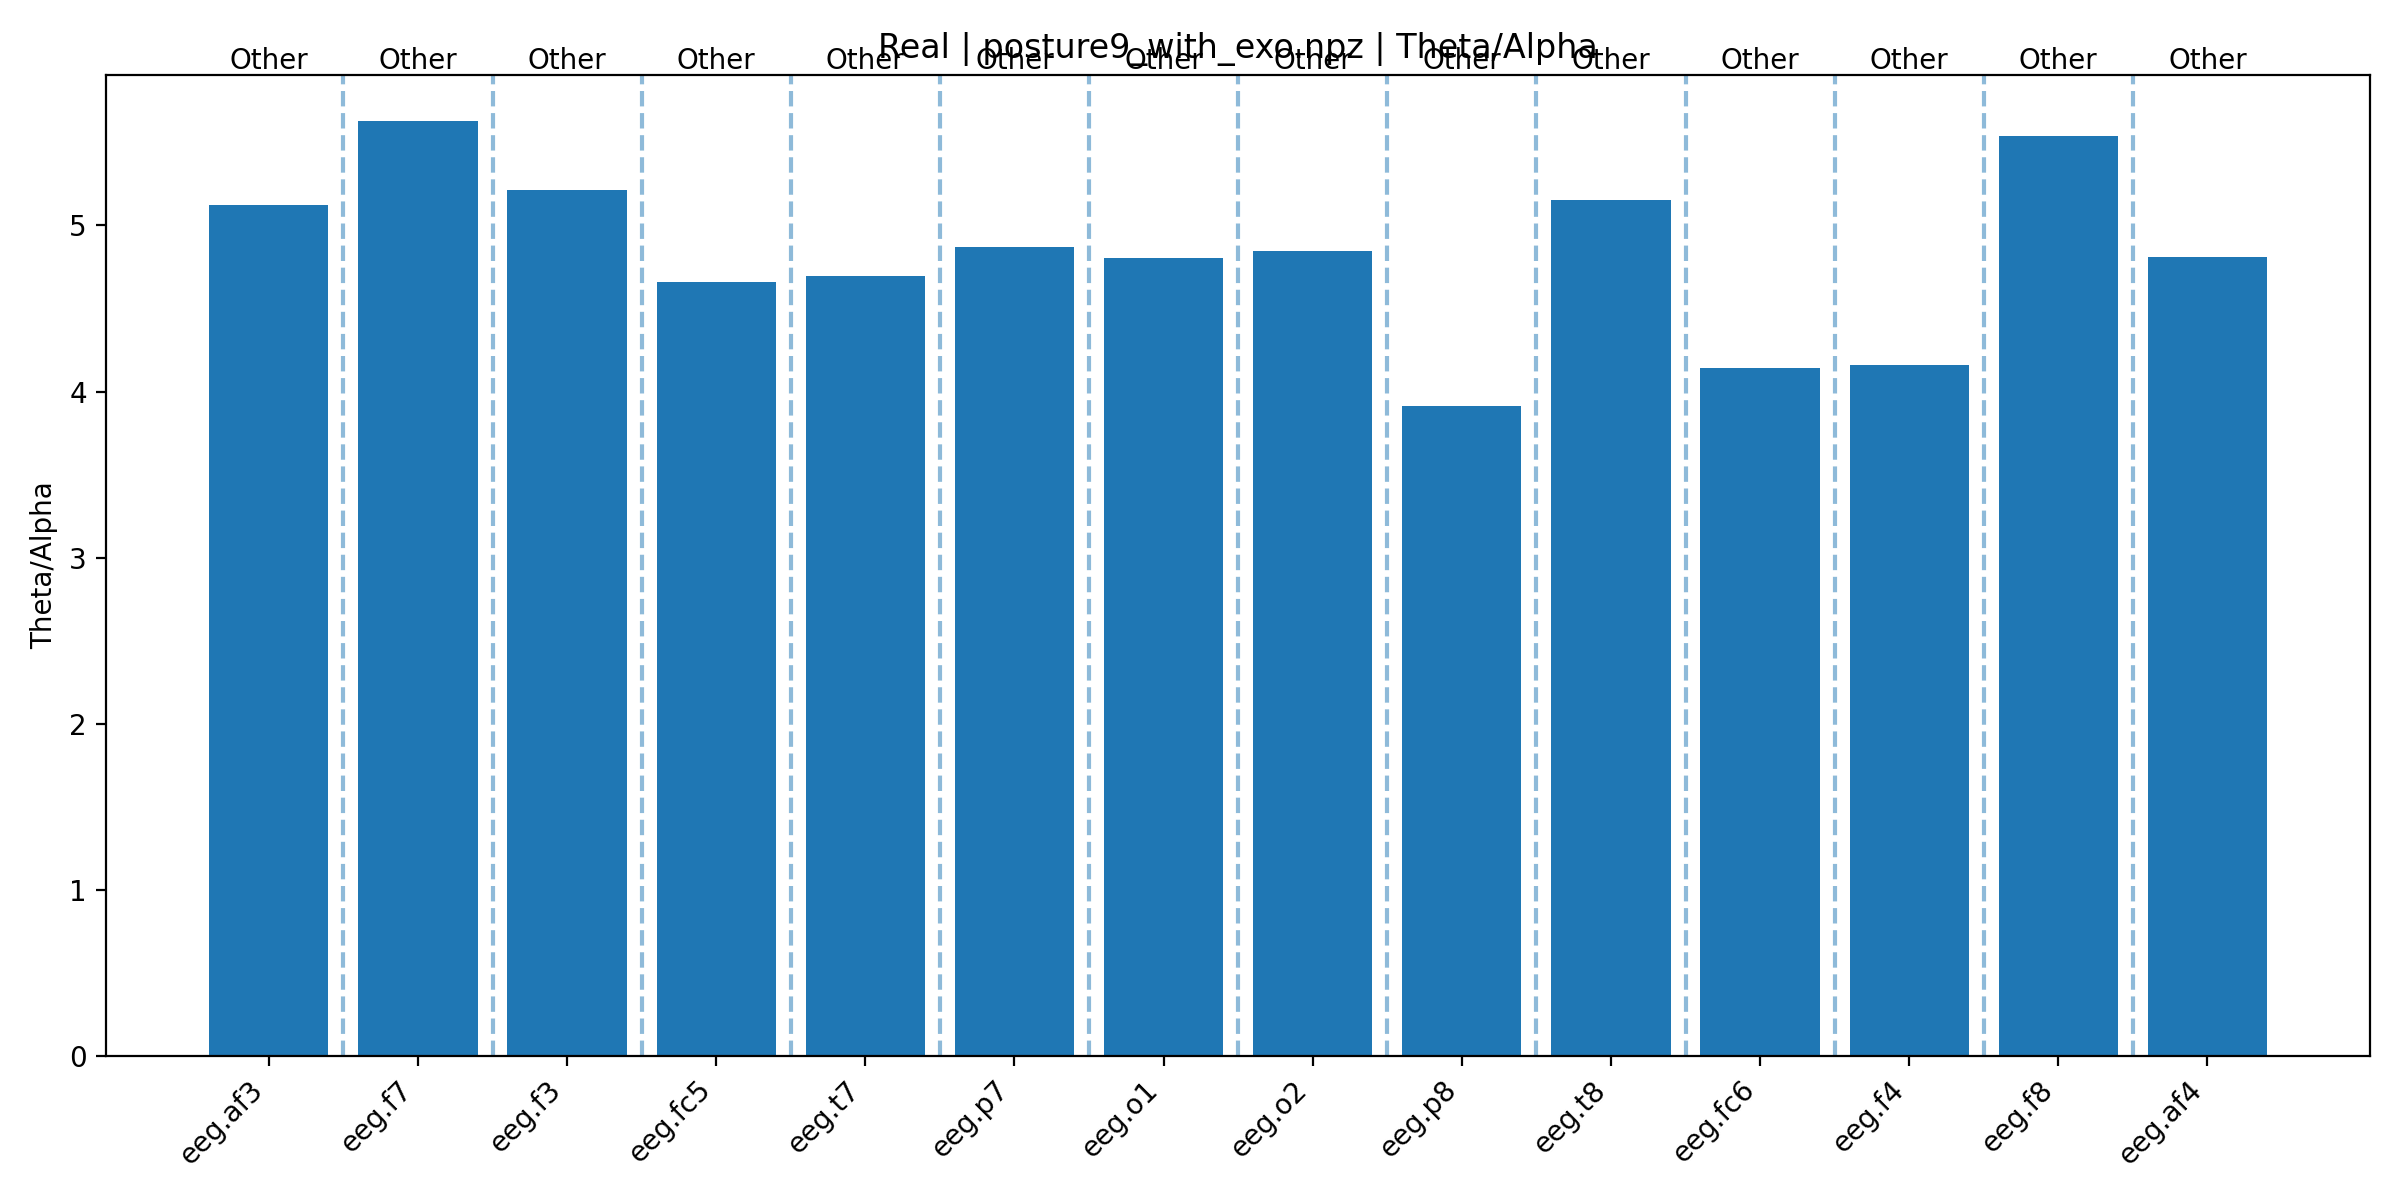 Real | posture9_with_exo.npz | Theta/Alpha
Other Other Other Other Other Other Other Other Other Other Other Other Other Other
Theta/Alpha
5
4
3
2
1
0
eeg.af3 eeg.f7 eeg.f3 eeg.fc5 eeg.t7 eeg.p7 eeg.o1 eeg.o2 eeg.p8 eeg.t8 eeg.fc6 eeg.f4 eeg.f8 eeg.af4